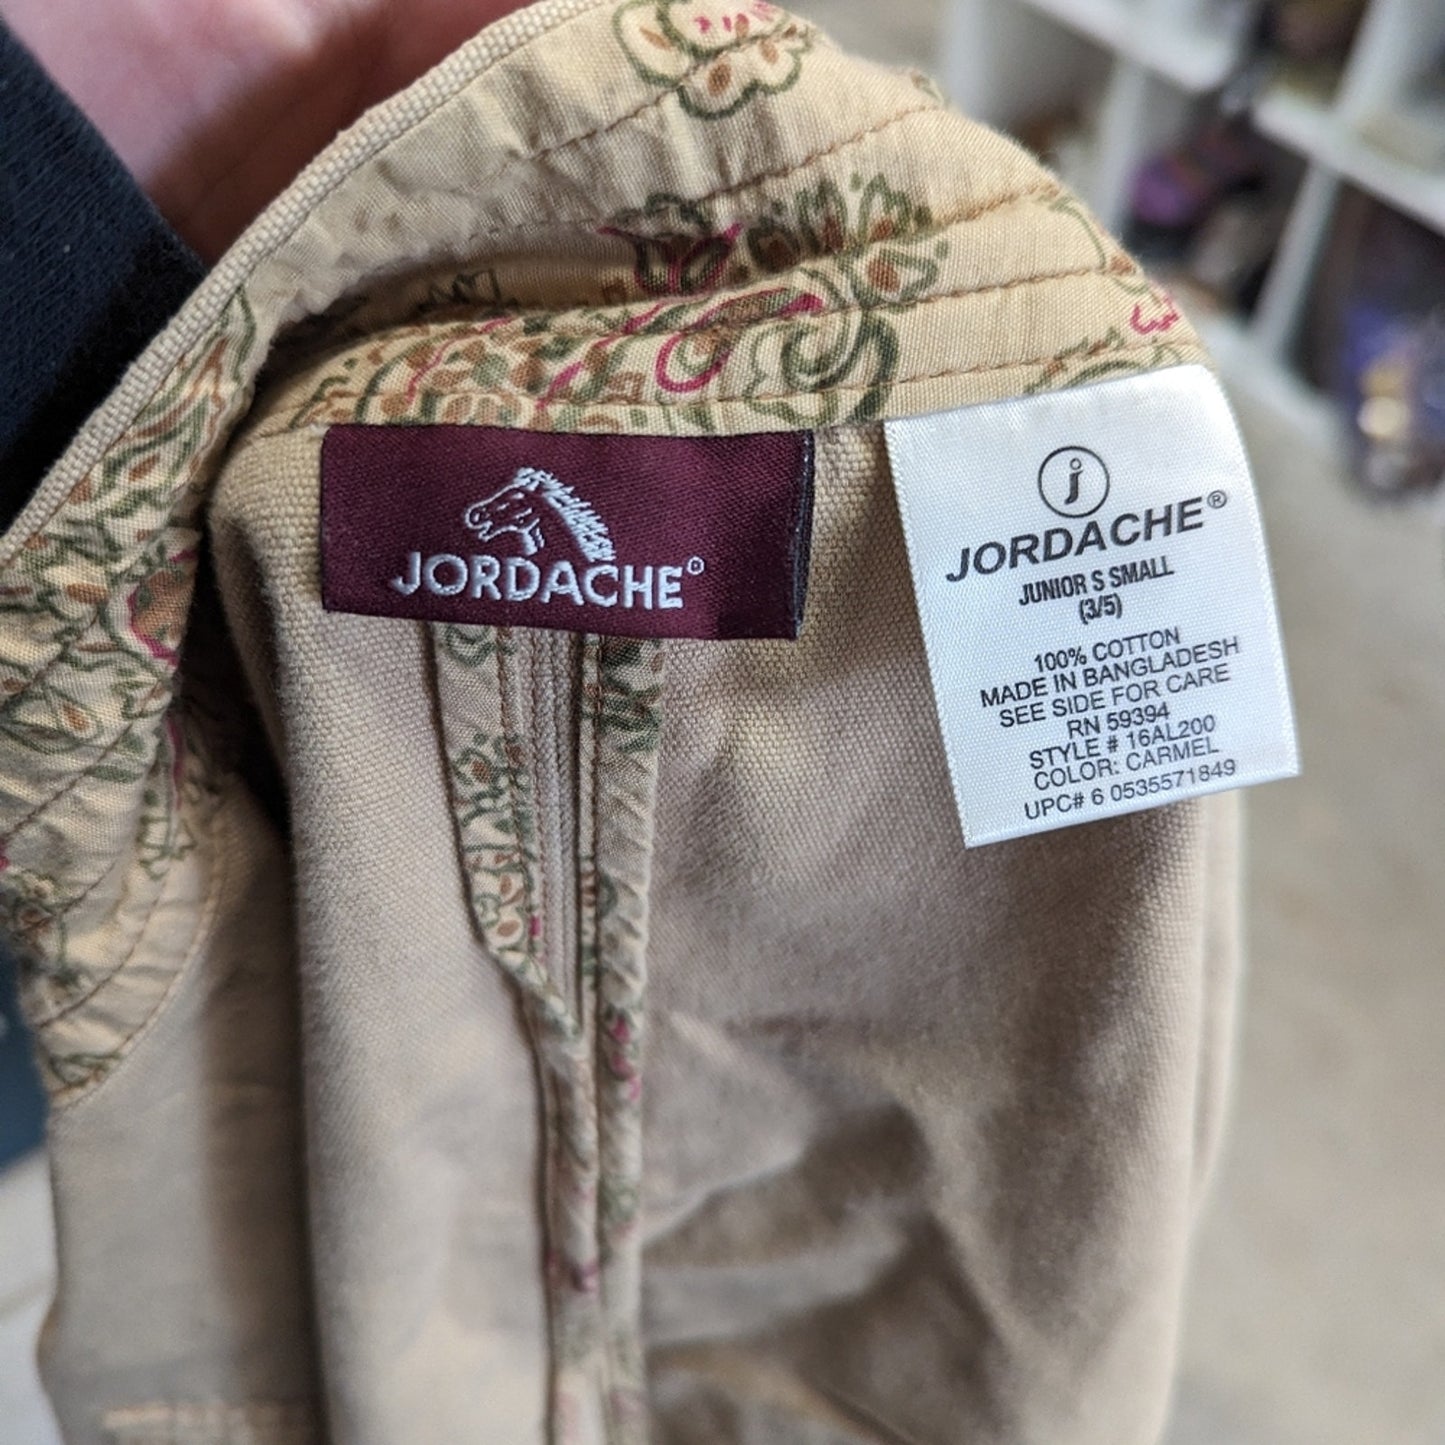 JORDACHE®
j
JORDACHE®
JUNIOR S SMALL
(3/5)
100% COTTON
MADE IN BANGLADESH
SEE SIDE FOR CARE
RN 59394
STYLE # 16AL200
COLOR: CARMEL
UPC# 6 0535571849